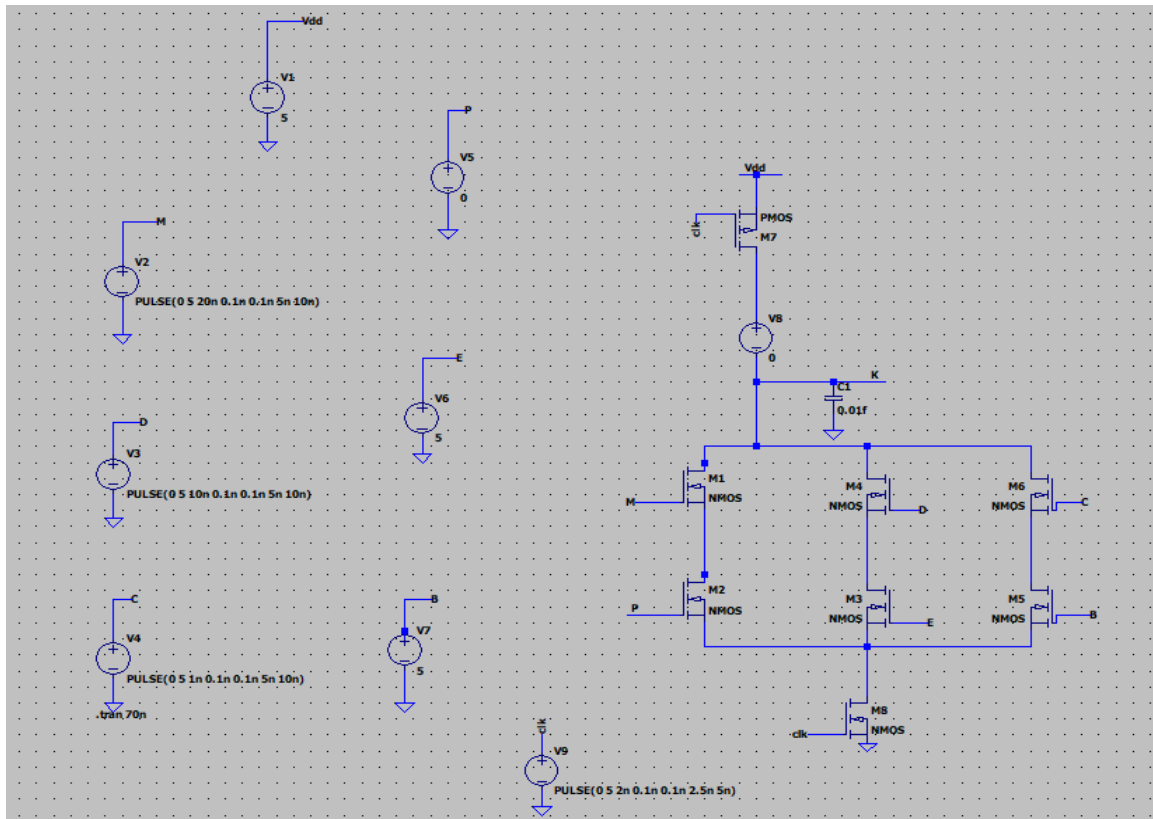 Vdd
V1
5
P
V5
0
M
V2
PULSE(0 5 20n 0.1n 0.1n 5n 10n)
Vdd
clk
PMOS
M7
V8
0
K
C1
0.01f
E
V6
5
D
V3
PULSE(0 5 10n 0.1n 0.1n 5n 10n)
M1
M
NMOS
M4
NMOS
D
M6
NMOS
C
M2
P
NMOS
M3
NMOS
E
M5
NMOS
B
C
V4
PULSE(0 5 1n 0.1n 0.1n 5n 10n)
.tran 70n
B
V7
5
M8
clk
NMOS
clk
V9
PULSE(0 5 2n 0.1n 0.1n 2.5n 5n)